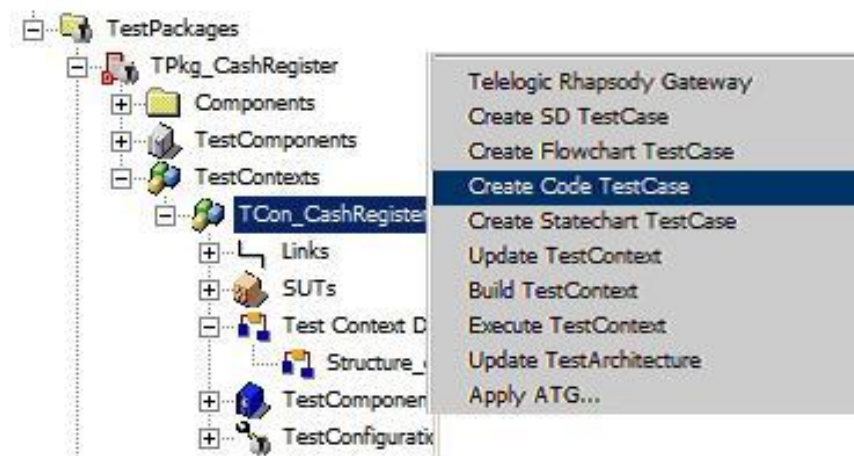 TestPackages
TPkg_CashRegister
Components
TestComponents
TestContexts
TCon_CashRegister
Links
SUTs
Test Context D
Structure_
TestComponen
TestConfigurati
Telelogic Rhapsody Gateway
Create SD TestCase
Create Flowchart TestCase
Create Code TestCase
Create Statechart TestCase
Update TestContext
Build TestContext
Execute TestContext
Update TestArchitecture
Apply ATG...